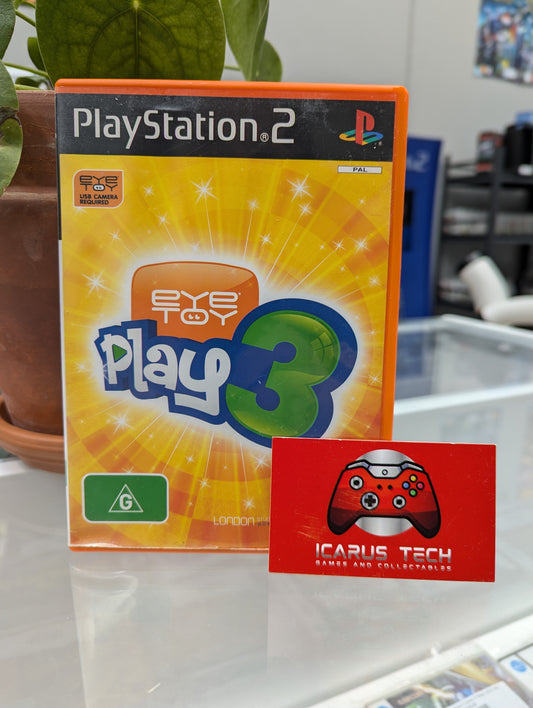 PlayStation®2
PAL
EYE TOY
USB CAMERA
REQUIRED
EYE
TOY
Play 3
G
LONDON
ICARUS TECH
GAMES AND COLLECTABLES